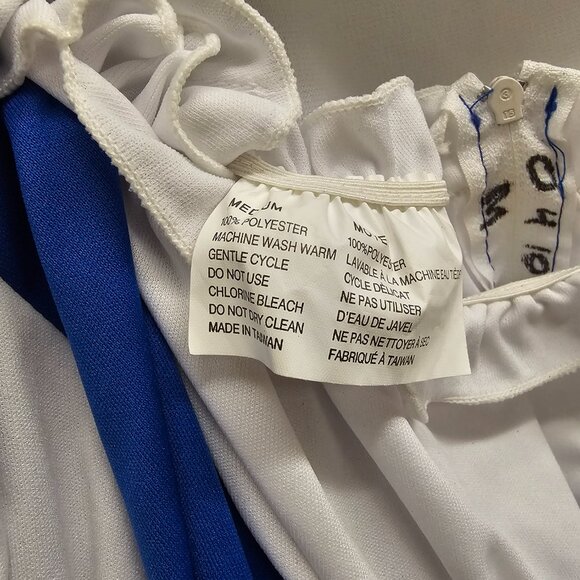 MEDIUM
100% POLYESTER
MACHINE WASH WARM
GENTLE CYCLE
DO NOT USE
CHLORINE BLEACH
DO NOT DRY CLEAN
MADE IN TAIWAN
100% POLYESTER
LAVABLE À LA MACHINE EAU
CYCLE DÉLICAT
NE PAS UTILISER
D'EAU DE JAVEL
NE PAS NETTOYER À SEC
FABRIQUÉ À TAIWAN
M
0410